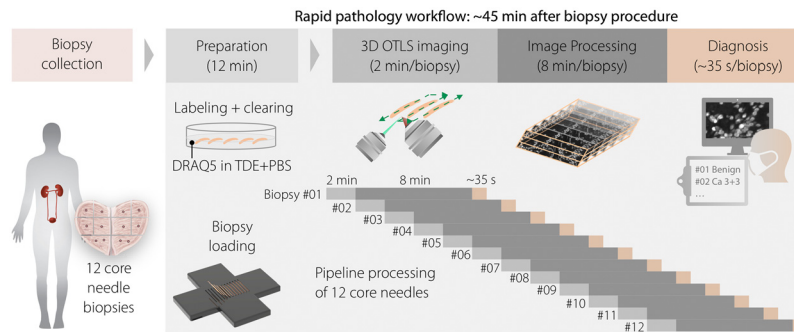 Rapid pathology workflow: ~45 min after biopsy procedure
Biopsy
collection
Preparation
(12 min)
3D OTLS imaging
(2 min/biopsy)
Image Processing
(8 min/biopsy)
Diagnosis
(~35 s/biopsy)
Labeling + clearing
DRAQ5 in TDE+PBS
#01 Benign
#02 Ca 3+3
...
2 min
8 min
~35 s
Biopsy #01
#02
#03
#04
#05
#06
#07
#08
#09
#10
#11
#12
Biopsy
loading
Pipeline processing
of 12 core needles
12 core
needle
biopsies